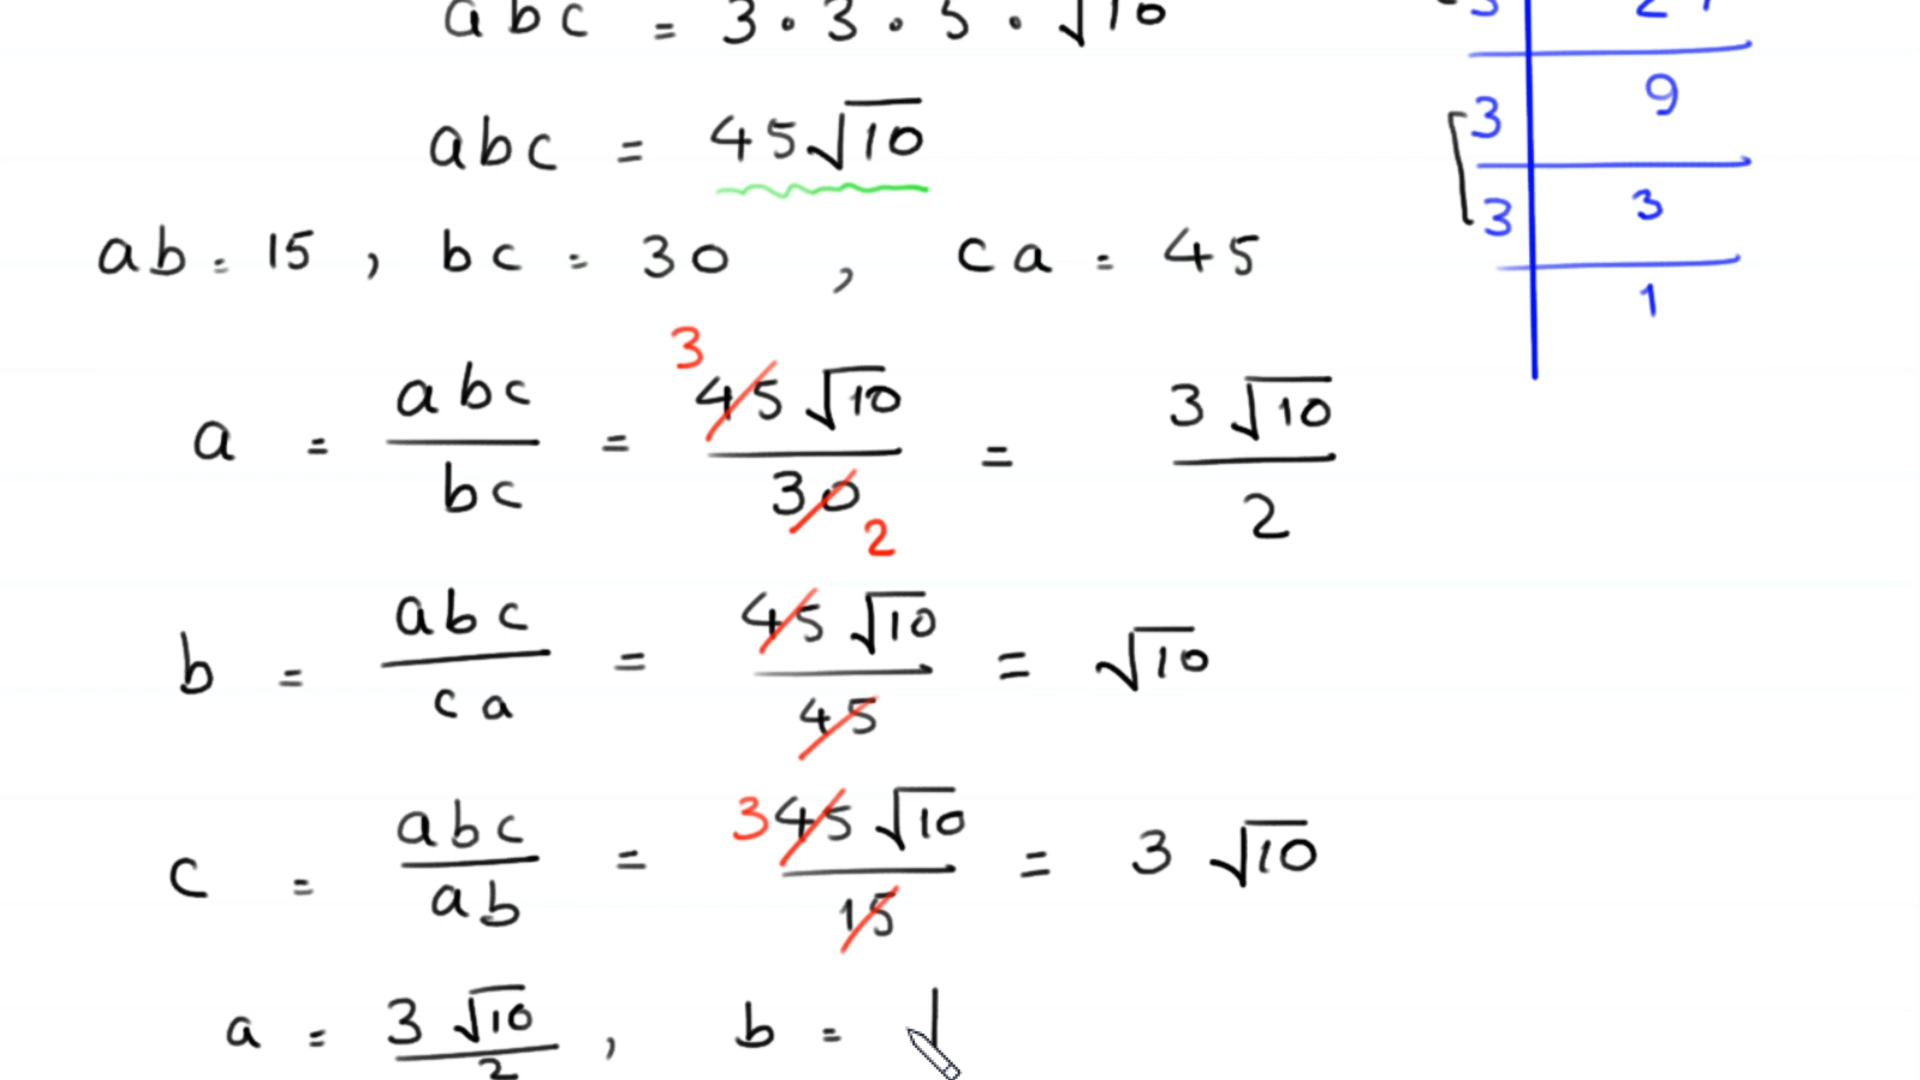 abc = 3 · 3 · 5 · √10
abc = 45√10
ab = 15 , bc = 30 , ca = 45
a = abc / bc = 45√10 / 30 = 3√10 / 2
3
2
b = abc / ca = 45√10 / 45 = √10
c = abc / ab = 45√10 / 15 = 3√10
3
a = 3√10 / 2 , b = √
3 9
3 3
1